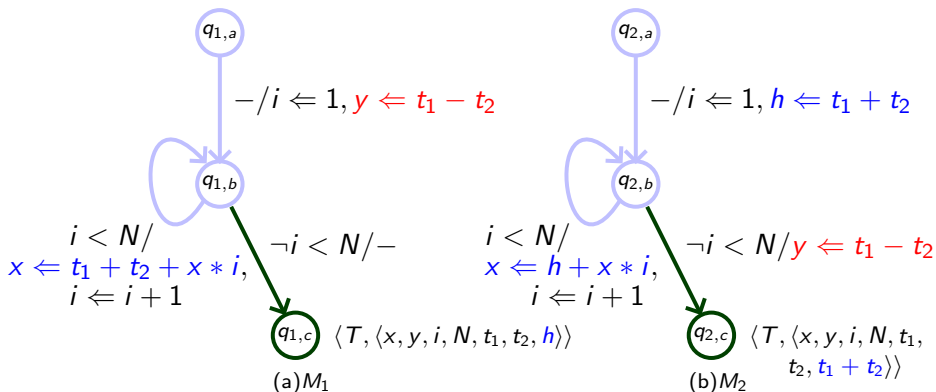 q1,a
−/i ⇐ 1, y ⇐ t1 − t2
q1,b
i < N/
x ⇐ t1 + t2 + x ∗ i,
i ⇐ i + 1
¬i < N/−
q1,c
⟨T, ⟨x, y, i, N, t1, t2, h⟩⟩
(a)M1
q2,a
−/i ⇐ 1, h ⇐ t1 + t2
q2,b
i < N/
x ⇐ h + x ∗ i,
i ⇐ i + 1
¬i < N/y ⇐ t1 − t2
q2,c
⟨T, ⟨x, y, i, N, t1,
t2, t1 + t2⟩⟩
(b)M2